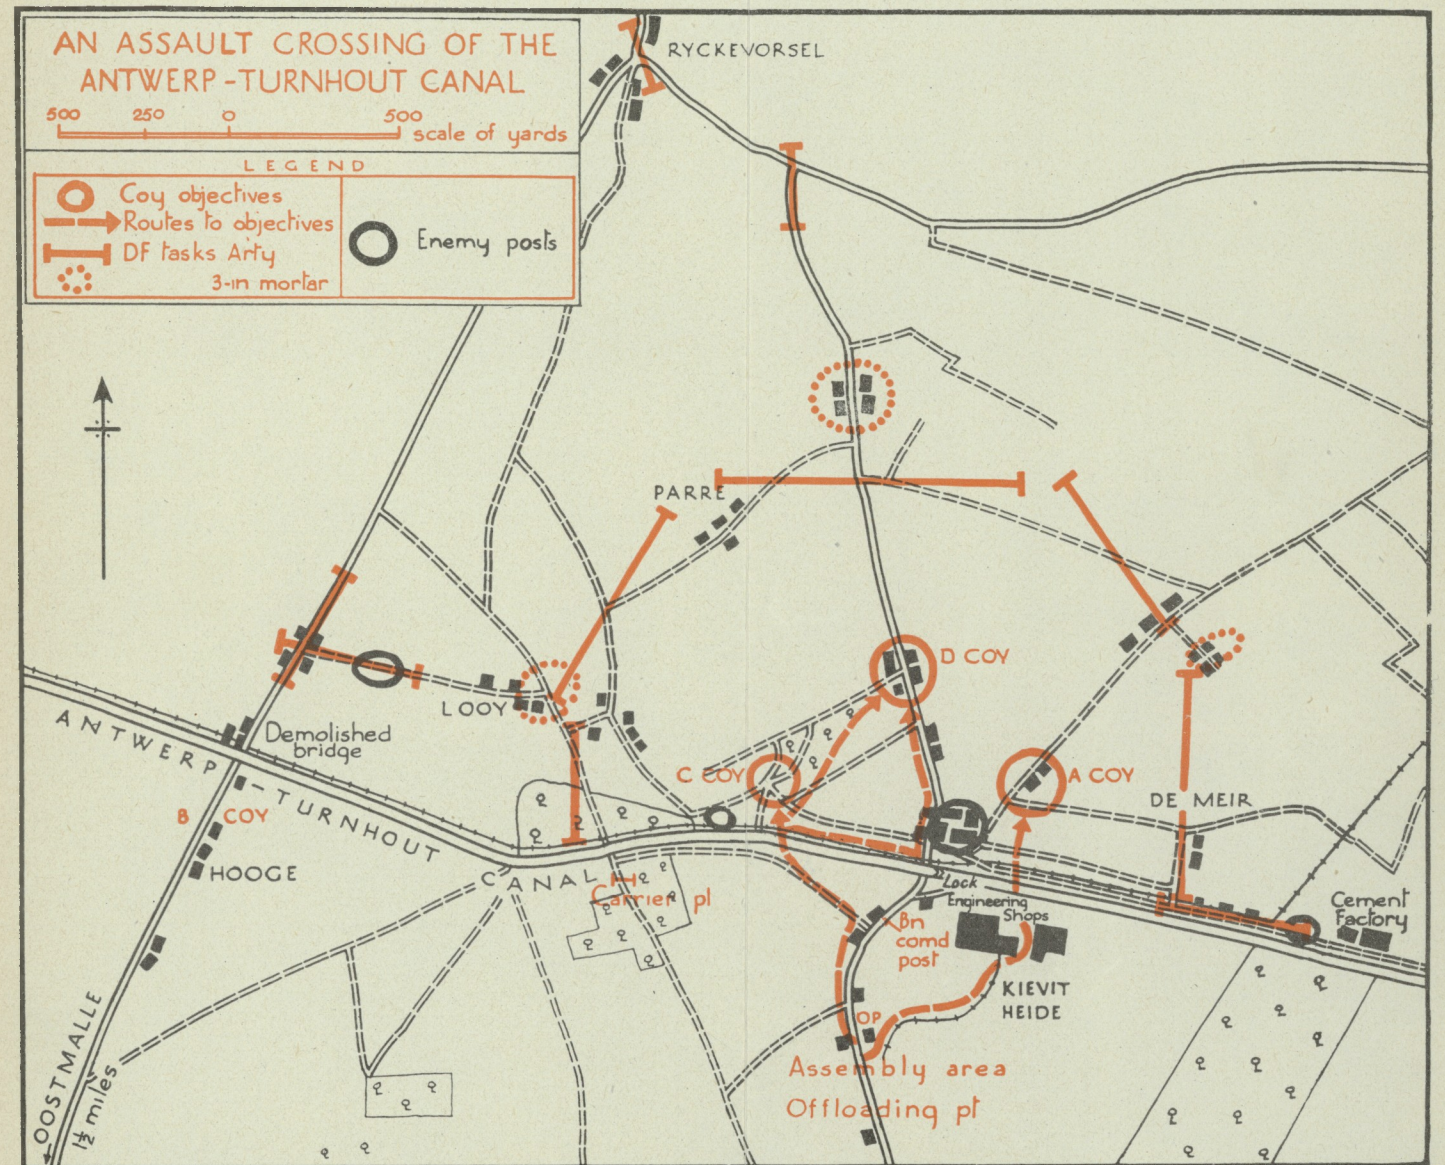 AN ASSAULT CROSSING OF THE
ANTWERP-TURNHOUT CANAL
500 250 0 500
scale of yards
LEGEND
Coy objectives
Routes to objectives
DF tasks Arty
3-in mortar
Enemy posts
RYCKEVORSEL
PARRE
D COY
LOOY
Demolished
bridge
C COY
A COY
DE MEIR
ANTWERP-TURNHOUT CANAL
B COY
HOOGE
Carrier pl
Lock
Engineering
Shops
Cement
Factory
Bn
comd
post
KIEVIT
HEIDE
OP
Assembly area
Offloading pt
OOSTMALLE
1½ miles